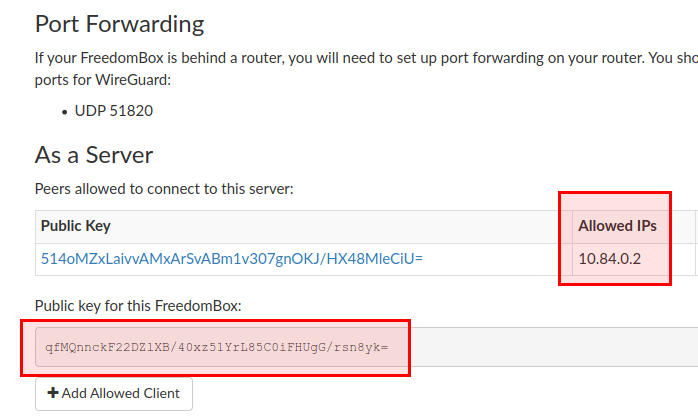 Port Forwarding
If your FreedomBox is behind a router, you will need to set up port forwarding on your router. You sho
ports for WireGuard:
• UDP 51820
As a Server
Peers allowed to connect to this server:
Public Key Allowed IPs
514oMZxLaivvAMxArSvABm1v3O7gnOKJ/HX48MleCiU= 10.84.0.2
Public key for this FreedomBox:
qfMQnnckF22DZ1XB/40xz51YrL85C0iFHUgG/rsn8yk=
+ Add Allowed Client